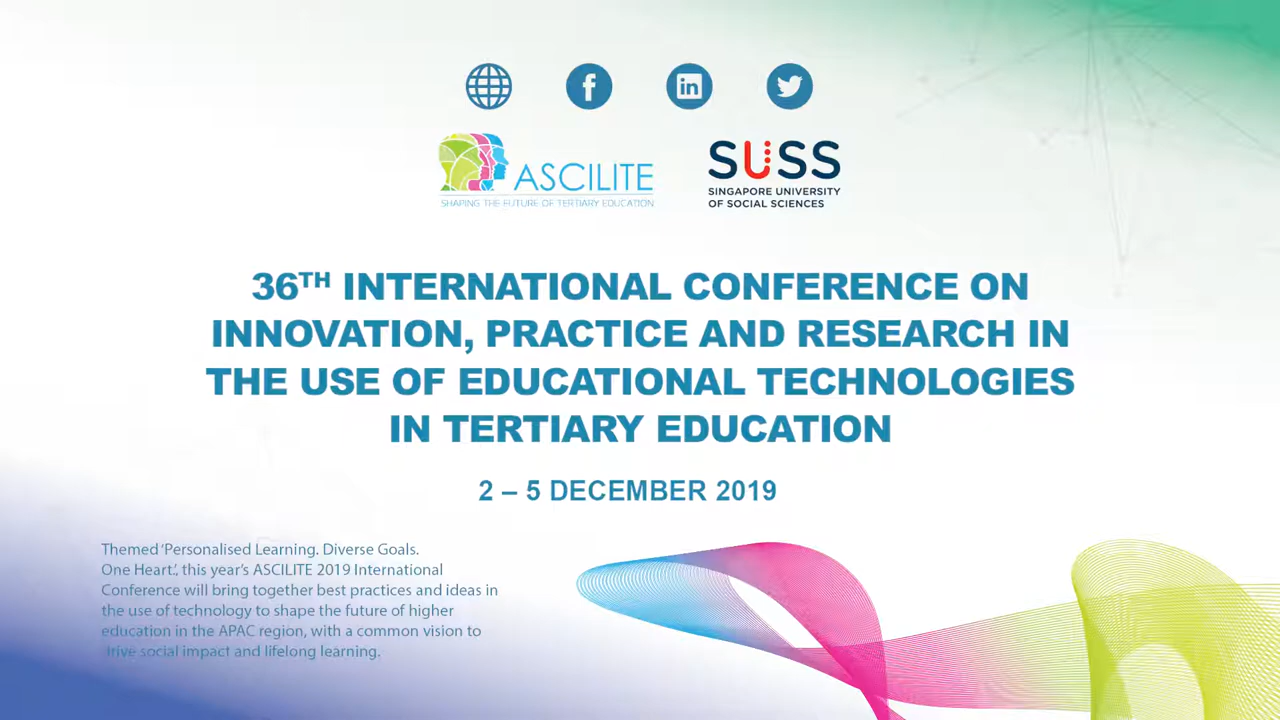 ASCILITE
SHAPING THE FUTURE OF TERTIARY EDUCATION
SUSS
SINGAPORE UNIVERSITY
OF SOCIAL SCIENCES
36TH INTERNATIONAL CONFERENCE ON
INNOVATION, PRACTICE AND RESEARCH IN
THE USE OF EDUCATIONAL TECHNOLOGIES
IN TERTIARY EDUCATION
2 – 5 DECEMBER 2019
Themed 'Personalised Learning. Diverse Goals.
One Heart.', this year's ASCILITE 2019 International
Conference will bring together best practices and ideas in
the use of technology to shape the future of higher
education in the APAC region, with a common vision to
social impact and lifelong learning.